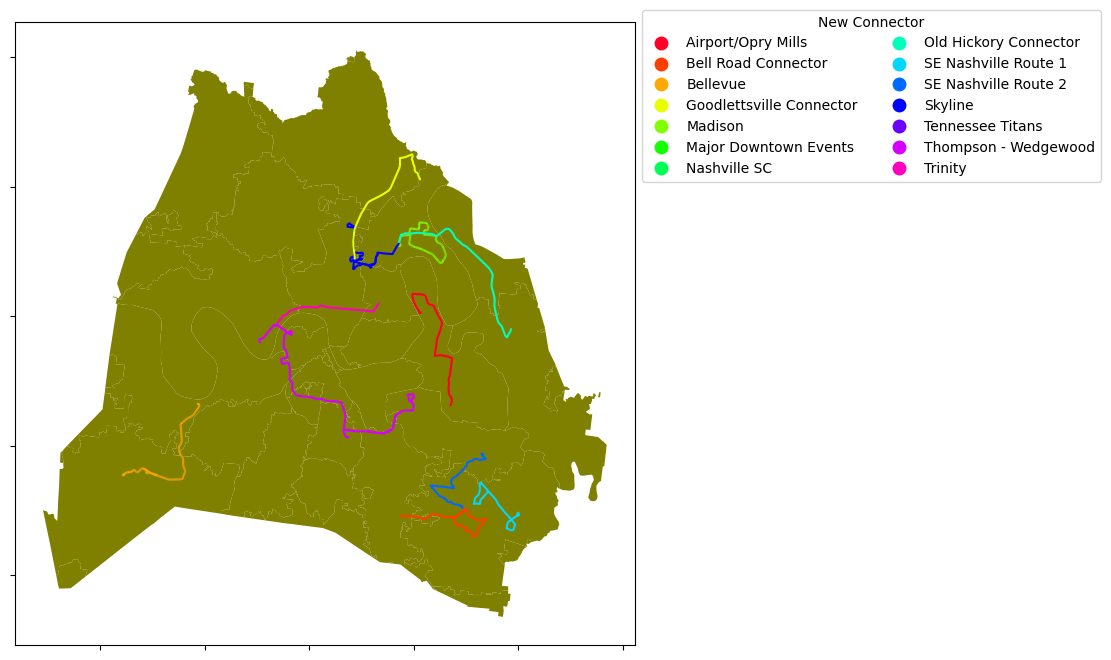 New Connector
Airport/Opry Mills
Bell Road Connector
Bellevue
Goodlettsville Connector
Madison
Major Downtown Events
Nashville SC
Old Hickory Connector
SE Nashville Route 1
SE Nashville Route 2
Skyline
Tennessee Titans
Thompson - Wedgewood
Trinity